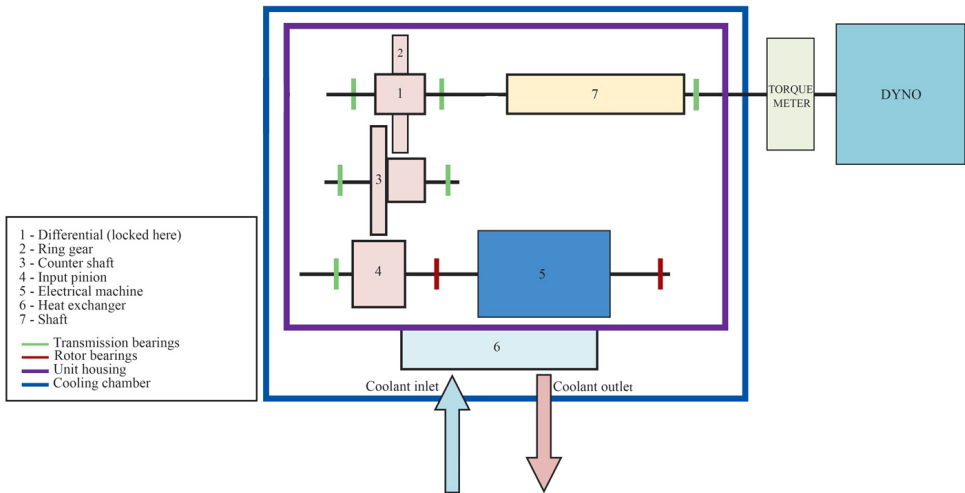 2
1
7
TORQUE
METER
DYNO
3
4
5
6
Coolant inlet
Coolant outlet
1 - Differential (locked here)
2 - Ring gear
3 - Counter shaft
4 - Input pinion
5 - Electrical machine
6 - Heat exchanger
7 - Shaft
Transmission bearings
Rotor bearings
Unit housing
Cooling chamber